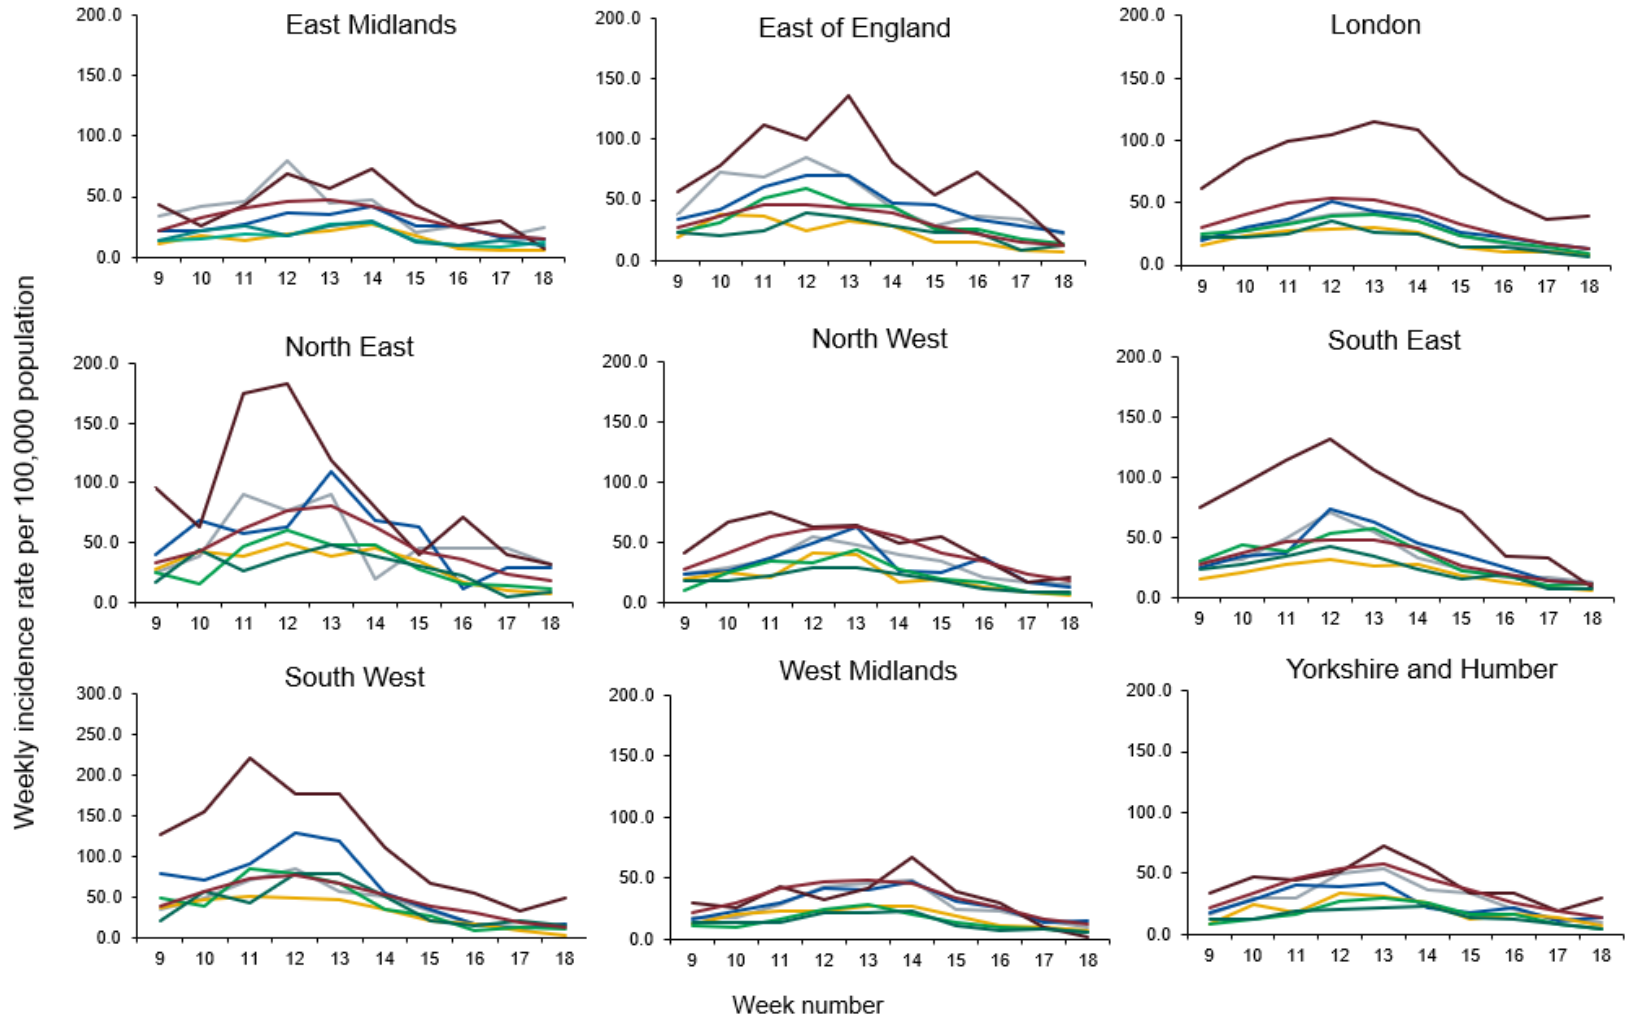 Weekly incidence rate per 100,000 population
East Midlands
200.0
150.0
100.0
50.0
0.0
9 10 11 12 13 14 15 16 17 18
East of England
200.0
150.0
100.0
50.0
0.0
9 10 11 12 13 14 15 16 17 18
London
200.0
150.0
100.0
50.0
0.0
9 10 11 12 13 14 15 16 17 18
North East
200.0
150.0
100.0
50.0
0.0
9 10 11 12 13 14 15 16 17 18
North West
200.0
150.0
100.0
50.0
0.0
9 10 11 12 13 14 15 16 17 18
South East
200.0
150.0
100.0
50.0
0.0
9 10 11 12 13 14 15 16 17 18
South West
300.0
250.0
200.0
150.0
100.0
50.0
0.0
9 10 11 12 13 14 15 16 17 18
West Midlands
200.0
150.0
100.0
50.0
0.0
9 10 11 12 13 14 15 16 17 18
Yorkshire and Humber
200.0
150.0
100.0
50.0
0.0
9 10 11 12 13 14 15 16 17 18
Week number